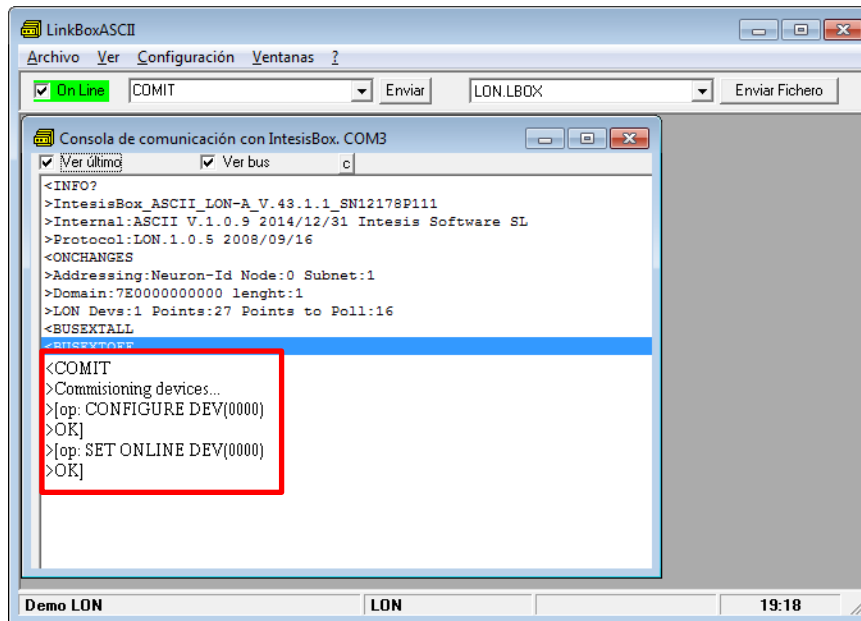 LinkBoxASCII
Archivo Ver Configuración Ventanas ?
On Line COMIT Enviar LON.LBOX Enviar Fichero
Consola de comunicación con IntesisBox. COM3
Ver último Ver bus c
<INFO?
>IntesisBox_ASCII_LON-A_V.43.1.1_SN12178P111
>Internal:ASCII V.1.0.9 2014/12/31 Intesis Software SL
>Protocol:LON.1.0.5 2008/09/16
<ONCHANGES
>Addressing:Neuron-Id Node:0 Subnet:1
>Domain:7E0000000000 lenght:1
>LON Devs:1 Points:27 Points to Poll:16
<BUSEXTALL
<BUSEXTOFF
<COMIT
>Commisioning devices...
>[op: CONFIGURE DEV(0000)
>OK]
>[op: SET ONLINE DEV(0000)
>OK]
Demo LON LON 19:18